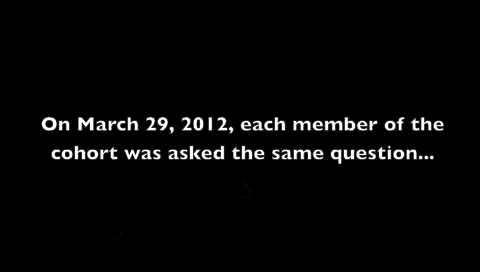 On March 29, 2012, each member of the
cohort was asked the same question...